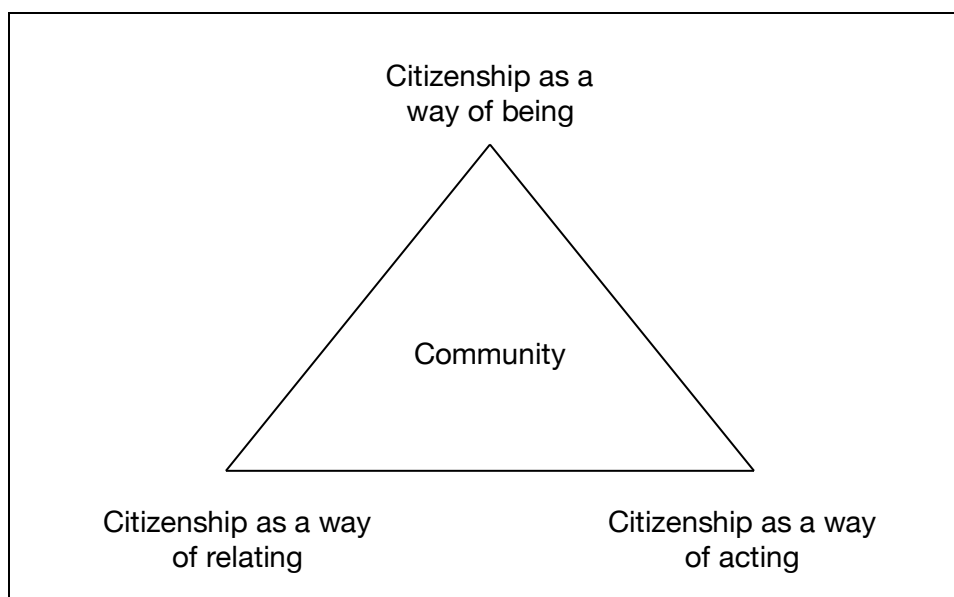 Citizenship as a
way of being
Community
Citizenship as a way
of relating
Citizenship as a way
of acting